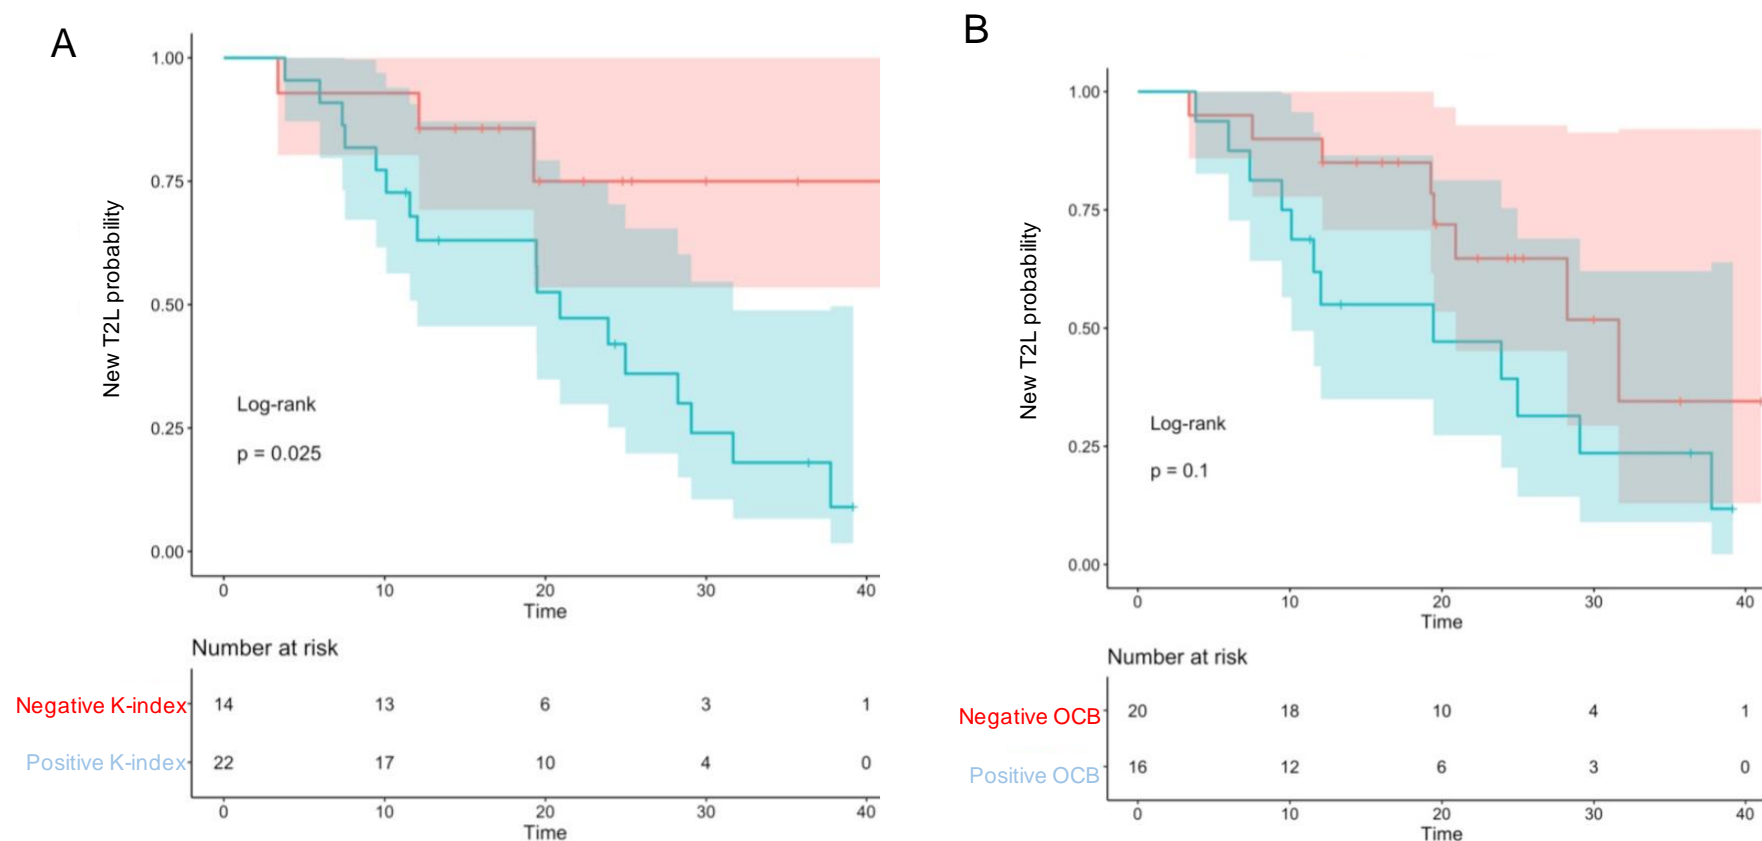 A
1.00
0.75
0.50
0.25
0.00
New T2L probability
Log-rank
p = 0.025
0 10 20 30 40
Time
Number at risk
Negative K-index 14 13 6 3 1
Positive K-index 22 17 10 4 0
0 10 20 30 40
Time
B
1.00
0.75
0.50
0.25
0.00
New T2L probability
Log-rank
p = 0.1
0 10 20 30 40
Time
Number at risk
Negative OCB 20 18 10 4 1
Positive OCB 16 12 6 3 0
0 10 20 30 40
Time